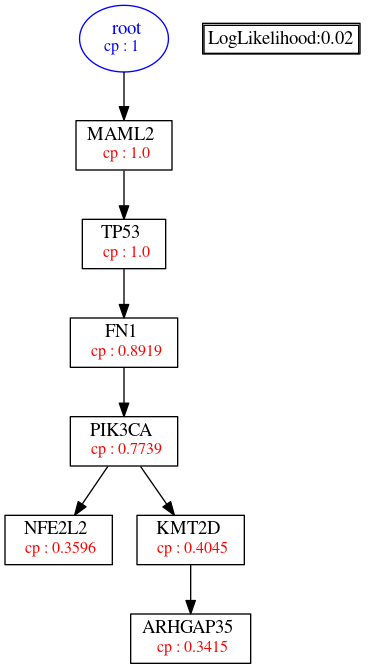 root
cp : 1
LogLikelihood:0.02
MAML2
cp : 1.0
TP53
cp : 1.0
FN1
cp : 0.8919
PIK3CA
cp : 0.7739
NFE2L2
cp : 0.3596
KMT2D
cp : 0.4045
ARHGAP35
cp : 0.3415